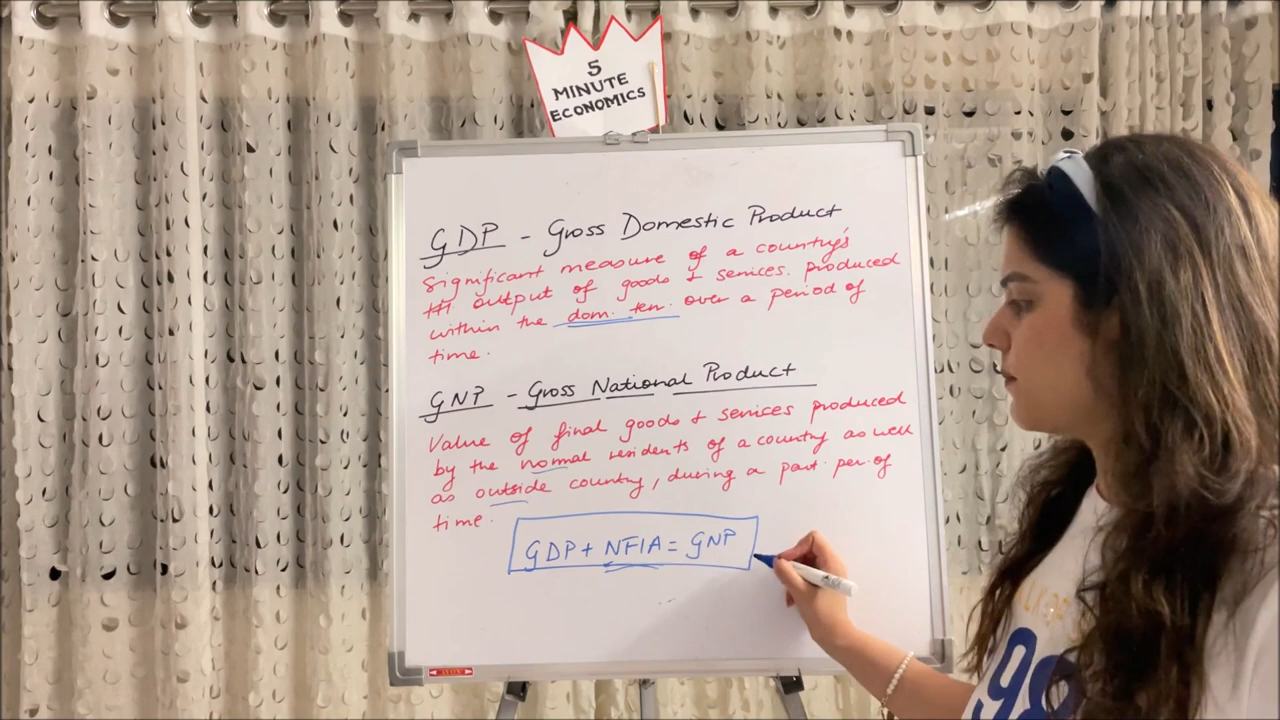 5
MINUTE
ECONOMICS
GDP - Gross Domestic Product
significant measure of a country's
output of goods & services. produced
within the dom. terr. over a period of
time.
GNP - Gross National Product
Value of final goods & services produced
by the normal residents of a country as well
as outside country, during a part. per. of
time.
GDP + NFIA = GNP
98